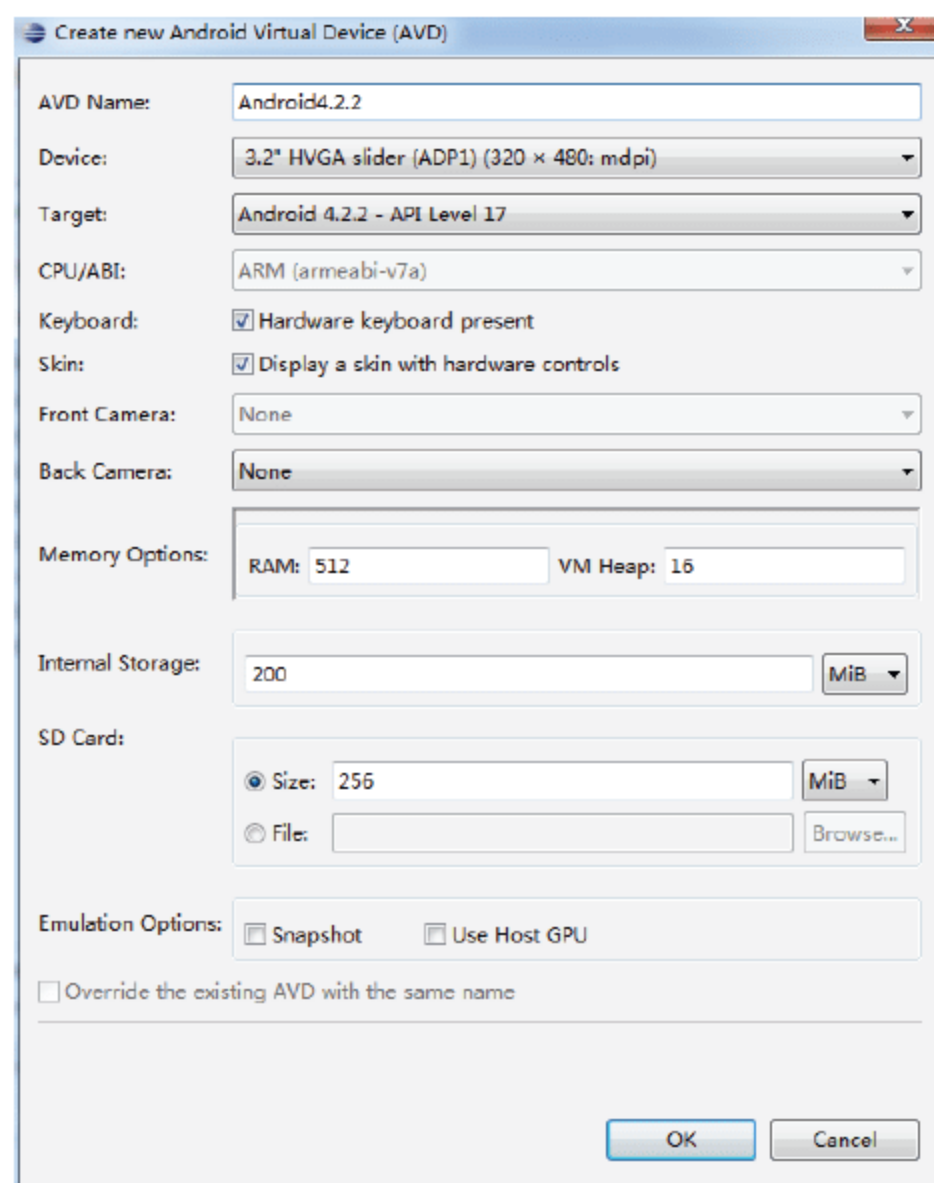 Create new Android Virtual Device (AVD)
AVD Name: Android4.2.2
Device: 3.2" HVGA slider (ADP1) (320 × 480: mdpi)
Target: Android 4.2.2 - API Level 17
CPU/ABI: ARM (armeabi-v7a)
Keyboard: Hardware keyboard present
Skin: Display a skin with hardware controls
Front Camera: None
Back Camera: None
Memory Options: RAM: 512 VM Heap: 16
Internal Storage: 200 MiB
SD Card:
Size: 256 MiB
File: Browse...
Emulation Options: Snapshot Use Host GPU
Override the existing AVD with the same name
OK Cancel